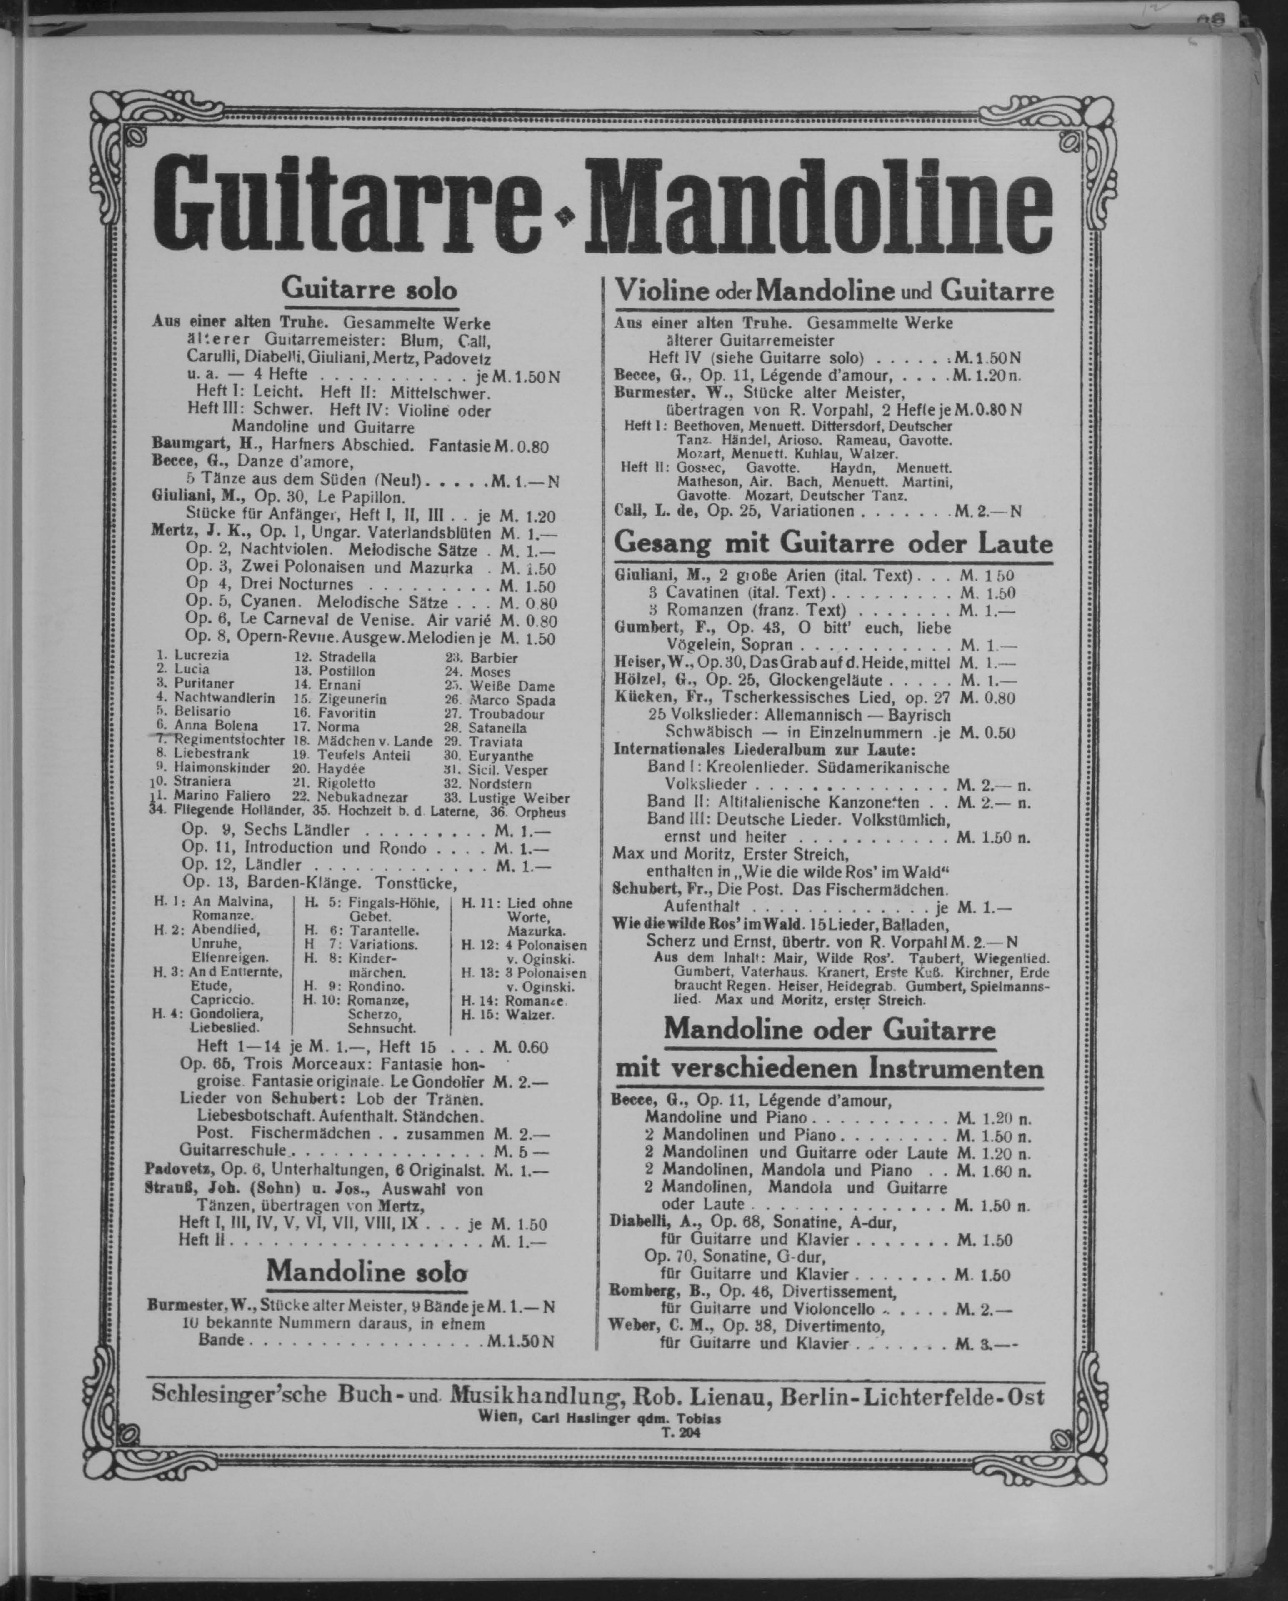 Guitarre · Mandoline
Guitarre solo
Aus einer alten Truhe. Gesammelte Werke
älterer Guitarremeister: Blum, Call,
Carulli, Diabelli, Giuliani, Mertz, Padovetz
u. a. — 4 Hefte . . . . . . . . . . . je M. 1.50 N
Heft I: Leicht. Heft II: Mittelschwer.
Heft III: Schwer. Heft IV: Violine oder
Mandoline und Guitarre
Baumgart, H., Harfners Abschied. Fantasie M. 0.80
Becce, G., Danze d'amore,
5 Tänze aus dem Süden (Neu!) . . . . . M. 1.— N
Giuliani, M., Op. 30, Le Papillon.
Stücke für Anfänger, Heft I, II, III . . je M. 1.20
Mertz, J. K., Op. 1, Ungar. Vaterlandsblüten M. 1.—
Op. 2, Nachtviolen. Melodische Sätze . M. 1.—
Op. 3, Zwei Polonaisen und Mazurka . M. 1.50
Op 4, Drei Nocturnes . . . . . . . . . M. 1.50
Op. 5, Cyanen. Melodische Sätze . . . M. 0.80
Op. 6, Le Carneval de Venise. Air varié M. 0.80
Op. 8, Opern-Revue. Ausgew. Melodien je M. 1.50
1. Lucrezia 12. Stradella 23. Barbier
2. Lucia 13. Postillon 24. Moses
3. Puritaner 14. Ernani 25. Weiße Dame
4. Nachtwandlerin 15. Zigeunerin 26. Marco Spada
5. Belisario 16. Favoritin 27. Troubadour
6. Anna Bolena 17. Norma 28. Satanella
7. Regimentstochter 18. Mädchen v. Lande 29. Traviata
8. Liebestrank 19. Teufels Anteil 30. Euryanthe
9. Haimonskinder 20. Haydée 31. Sicil. Vesper
10. Straniera 21. Rigoletto 32. Nordstern
11. Marino Faliero 22. Nebukadnezar 33. Lustige Weiber
34. Fliegende Holländer, 35. Hochzeit b. d. Laterne, 36. Orpheus
Op. 9, Sechs Ländler . . . . . . . . . M. 1.—
Op. 11, Introduction und Rondo . . . . M. 1.—
Op. 12, Ländler . . . . . . . . . . . . . M. 1.—
Op. 13, Barden-Klänge. Tonstücke,
H. 1: An Malvina,
Romanze.
H. 2: Abendlied,
Unruhe,
Elfenreigen.
H. 3: An d Entfernte,
Etude,
Capriccio.
H. 4: Gondoliera,
Liebeslied.
H. 5: Fingals-Höhle,
Gebet.
H. 6: Tarantelle.
H 7: Variations.
H. 8: Kinder-
märchen.
H. 9: Rondino.
H. 10: Romanze,
Scherzo,
Sehnsucht.
H. 11: Lied ohne
Worte,
Mazurka.
H. 12: 4 Polonaisen
v. Oginski.
H. 13: 3 Polonaisen
v. Oginski.
H. 14: Romance.
H. 15: Walzer.
Heft 1—14 je M. 1.—, Heft 15 . . . M. 0.60
Op. 65, Trois Morceaux: Fantasie hon-
groise. Fantasie originale. Le Gondolier M. 2.—
Lieder von Schubert: Lob der Tränen.
Liebesbotschaft. Aufenthalt. Ständchen.
Post. Fischermädchen . . zusammen M. 2.—
Guitarreschule . . . . . . . . . . . . . . M. 5 —
Padovetz, Op. 6, Unterhaltungen, 6 Originalst. M. 1.—
Strauß, Joh. (Sohn) u. Jos., Auswahl von
Tänzen, übertragen von Mertz,
Heft I, III, IV, V, VI, VII, VIII, IX . . . je M. 1.50
Heft II . . . . . . . . . . . . . . . . . . M. 1.—
Mandoline solo
Burmester, W., Stücke alter Meister, 9 Bände je M. 1.— N
10 bekannte Nummern daraus, in einem
Bande . . . . . . . . . . . . . . . . . M. 1.50 N
Violine oder Mandoline und Guitarre
Aus einer alten Truhe. Gesammelte Werke
älterer Guitarremeister
Heft IV (siehe Guitarre solo) . . . . . . M. 1.50 N
Becce, G., Op. 11, Légende d'amour, . . . . M. 1.20 n.
Burmester, W., Stücke alter Meister,
übertragen von R. Vorpahl, 2 Hefte je M. 0.80 N
Heft I: Beethoven, Menuett. Dittersdorf, Deutscher
Tanz. Händel, Arioso. Rameau, Gavotte.
Mozart, Menuett. Kuhlau, Walzer.
Heft II: Gossec, Gavotte. Haydn, Menuett.
Matheson, Air. Bach, Menuett. Martini,
Gavotte. Mozart, Deutscher Tanz.
Call, L. de, Op. 25, Variationen . . . . . . . M. 2.— N
Gesang mit Guitarre oder Laute
Giuliani, M., 2 große Arien (ital. Text) . . . M. 1 50
3 Cavatinen (ital. Text) . . . . . . . . . M. 1.50
3 Romanzen (franz. Text) . . . . . . . M. 1.—
Gumbert, F., Op. 43, O bitt' euch, liebe
Vögelein, Sopran . . . . . . . . . . . . M. 1.—
Heiser, W., Op. 30, Das Grab auf d. Heide, mittel M. 1.—
Hölzel, G., Op. 25, Glockengeläute . . . . . M. 1.—
Kücken, Fr., Tscherkessisches Lied, op. 27 M. 0.80
25 Volkslieder: Allemannisch — Bayrisch
Schwäbisch — in Einzelnummern . je M. 0.50
Internationales Liederalbum zur Laute:
Band I: Kreolenlieder. Südamerikanische
Volkslieder . . . . . . . . . . . . . . M. 2.— n.
Band II: Altitalienische Kanzonetten . . M. 2.— n.
Band III: Deutsche Lieder. Volkstümlich,
ernst und heiter . . . . . . . . . . . M. 1.50 n.
Max und Moritz, Erster Streich,
enthalten in „Wie die wilde Ros' im Wald“
Schubert, Fr., Die Post. Das Fischermädchen.
Aufenthalt . . . . . . . . . . . . . je M. 1.—
Wie die wilde Ros' im Wald. 15 Lieder, Balladen,
Scherz und Ernst, übertr. von R. Vorpahl M. 2.— N
Aus dem Inhalt: Mair, Wilde Ros'. Taubert, Wiegenlied.
Gumbert, Vaterhaus. Kranert, Erste Kuß. Kirchner, Erde
braucht Regen. Heiser, Heidegrab. Gumbert, Spielmanns-
lied. Max und Moritz, erster Streich.
Mandoline oder Guitarre
mit verschiedenen Instrumenten
Becce, G., Op. 11, Légende d'amour,
Mandoline und Piano . . . . . . . . . . M. 1.20 n.
2 Mandolinen und Piano . . . . . . . . M. 1.50 n.
2 Mandolinen und Guitarre oder Laute M. 1.20 n.
2 Mandolinen, Mandola und Piano . . M. 1.60 n.
2 Mandolinen, Mandola und Guitarre
oder Laute . . . . . . . . . . . . . . M. 1.50 n.
Diabelli, A., Op. 68, Sonatine, A-dur,
für Guitarre und Klavier . . . . . . . M. 1.50
Op. 70, Sonatine, G-dur,
für Guitarre und Klavier . . . . . . . M. 1.50
Romberg, B., Op. 46, Divertissement,
für Guitarre und Violoncello . . . . . M. 2.—
Weber, C. M., Op. 38, Divertimento,
für Guitarre und Klavier . . . . . . . M. 3.—
Schlesinger'sche Buch- und Musikhandlung, Rob. Lienau, Berlin-Lichterfelde-Ost
Wien, Carl Haslinger qdm. Tobias
T. 204